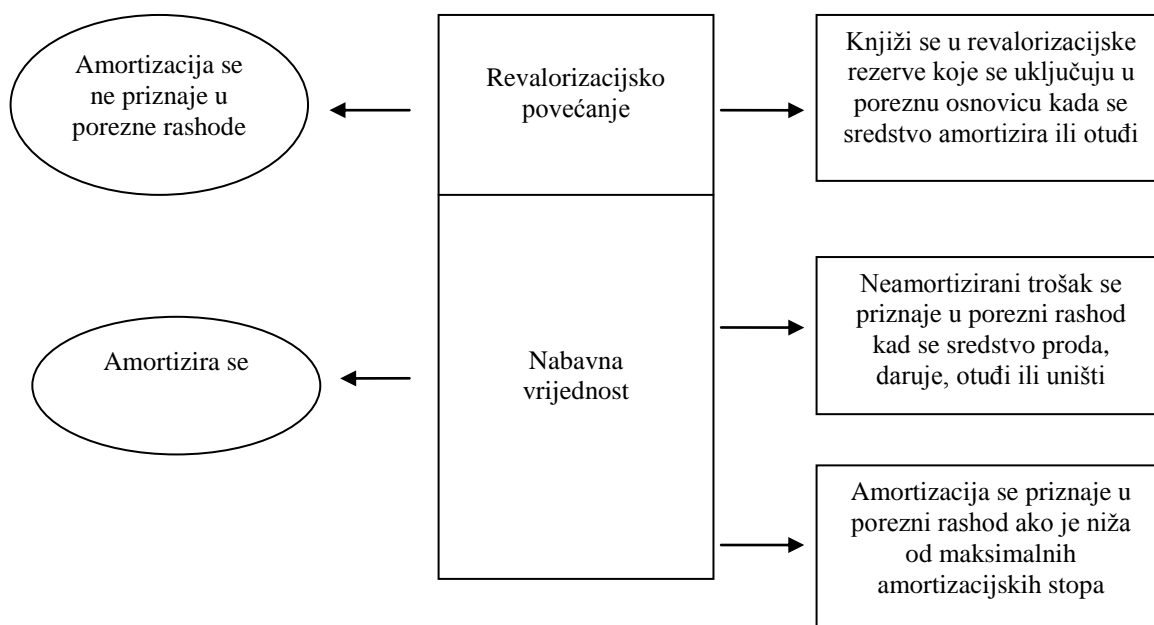 Amortizacija se
ne priznaje u
porezne rashode
Revalorizacijsko
povećanje
Knjiži se u revalorizacijske
rezerve koje se uključuju u
poreznu osnovicu kada se
sredstvo amortizira ili otuđi
Amortizira se
Nabavna
vrijednost
Neamortizirani trošak se
priznaje u porezni rashod
kad se sredstvo proda,
daruje, otuđi ili uništi
Amortizacija se priznaje u
porezni rashod ako je niža
od maksimalnih
amortizacijskih stopa